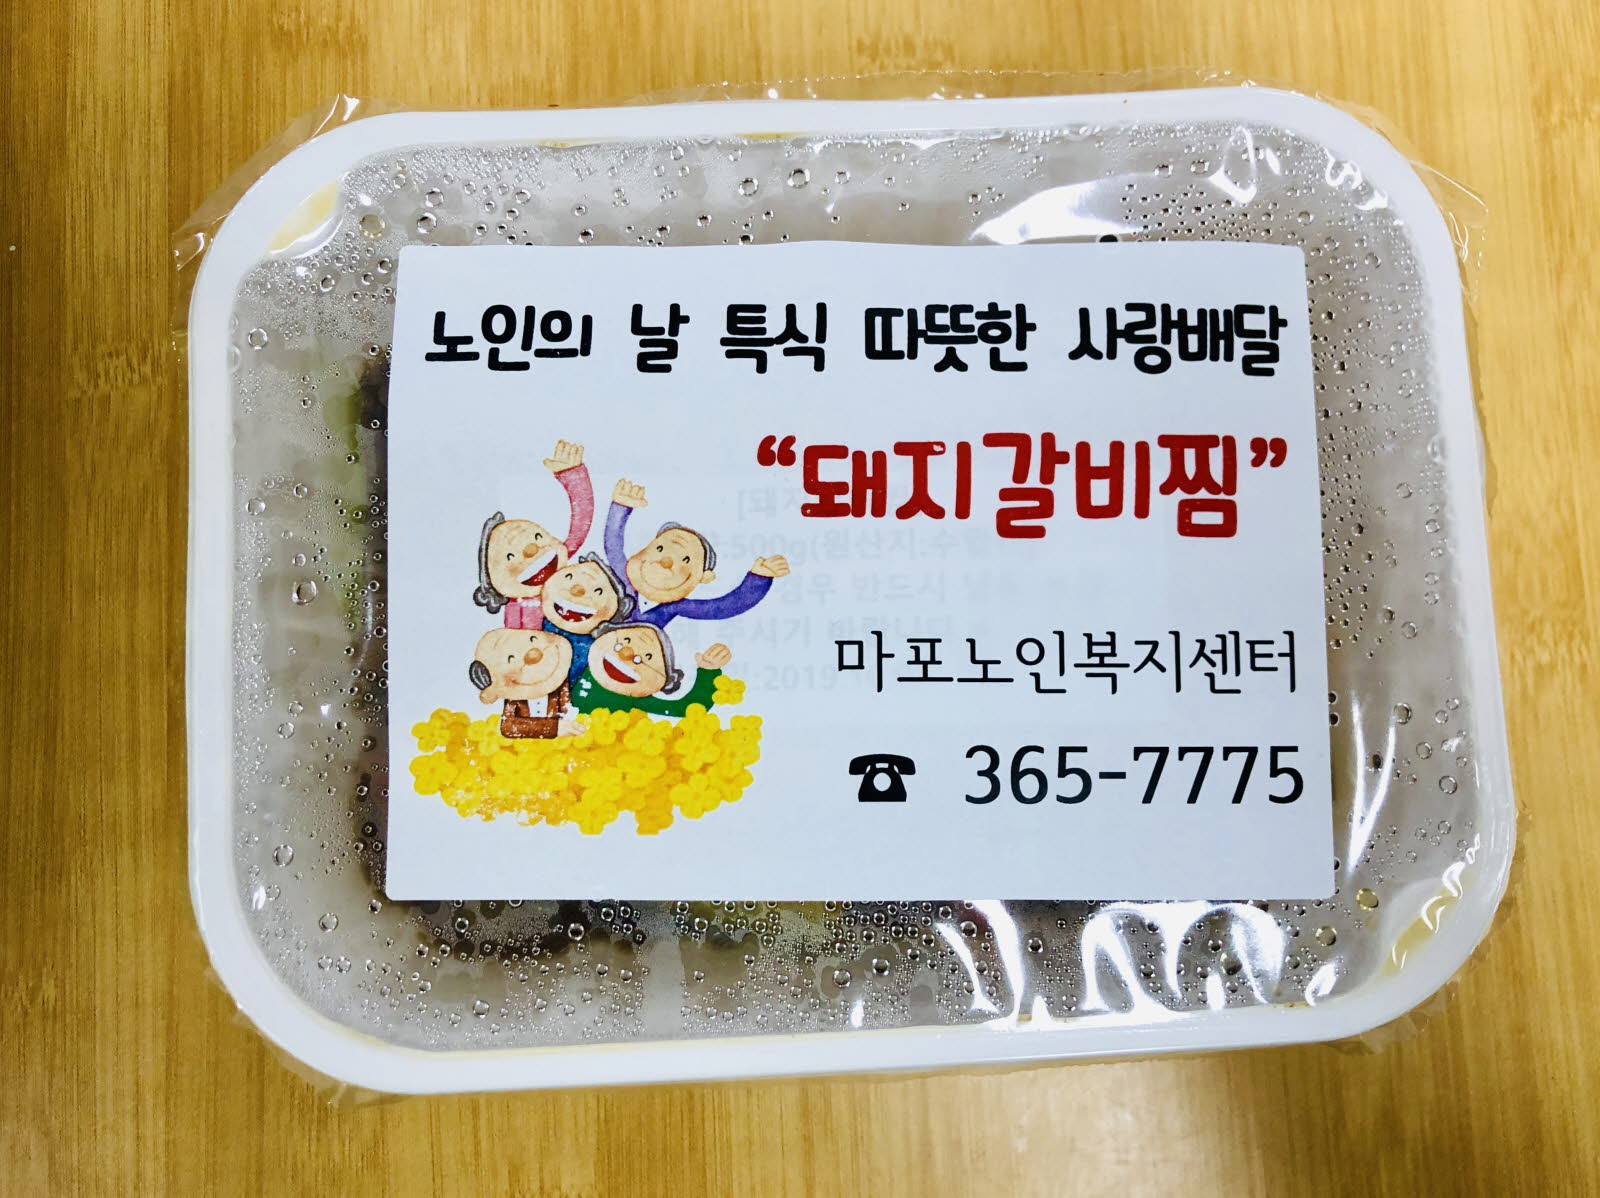 노인의 날 특식 따뜻한 사랑배달
“돼지갈비찜”
마포노인복지센터
☎ 365-7775